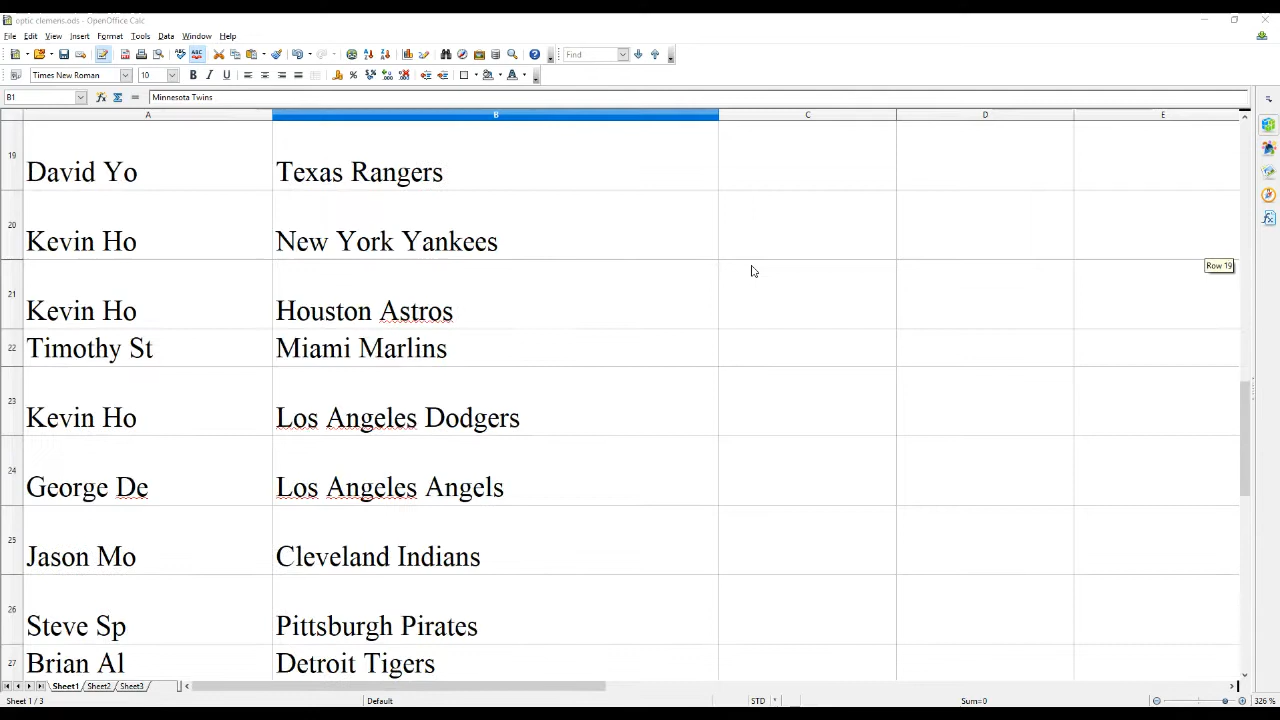 optic clemens.ods - OpenOffice Calc
File Edit View Insert Format Tools Data Window Help
Find
Times New Roman 10
B1 Minnesota Twins
A B C D E
19 David Yo Texas Rangers
20 Kevin Ho New York Yankees
Row 19
21 Kevin Ho Houston Astros
22 Timothy St Miami Marlins
23 Kevin Ho Los Angeles Dodgers
24 George De Los Angeles Angels
25 Jason Mo Cleveland Indians
26 Steve Sp Pittsburgh Pirates
27 Brian Al Detroit Tigers
Sheet1 Sheet2 Sheet3
Sheet 1 / 3 Default STD * Sum=0 326 %